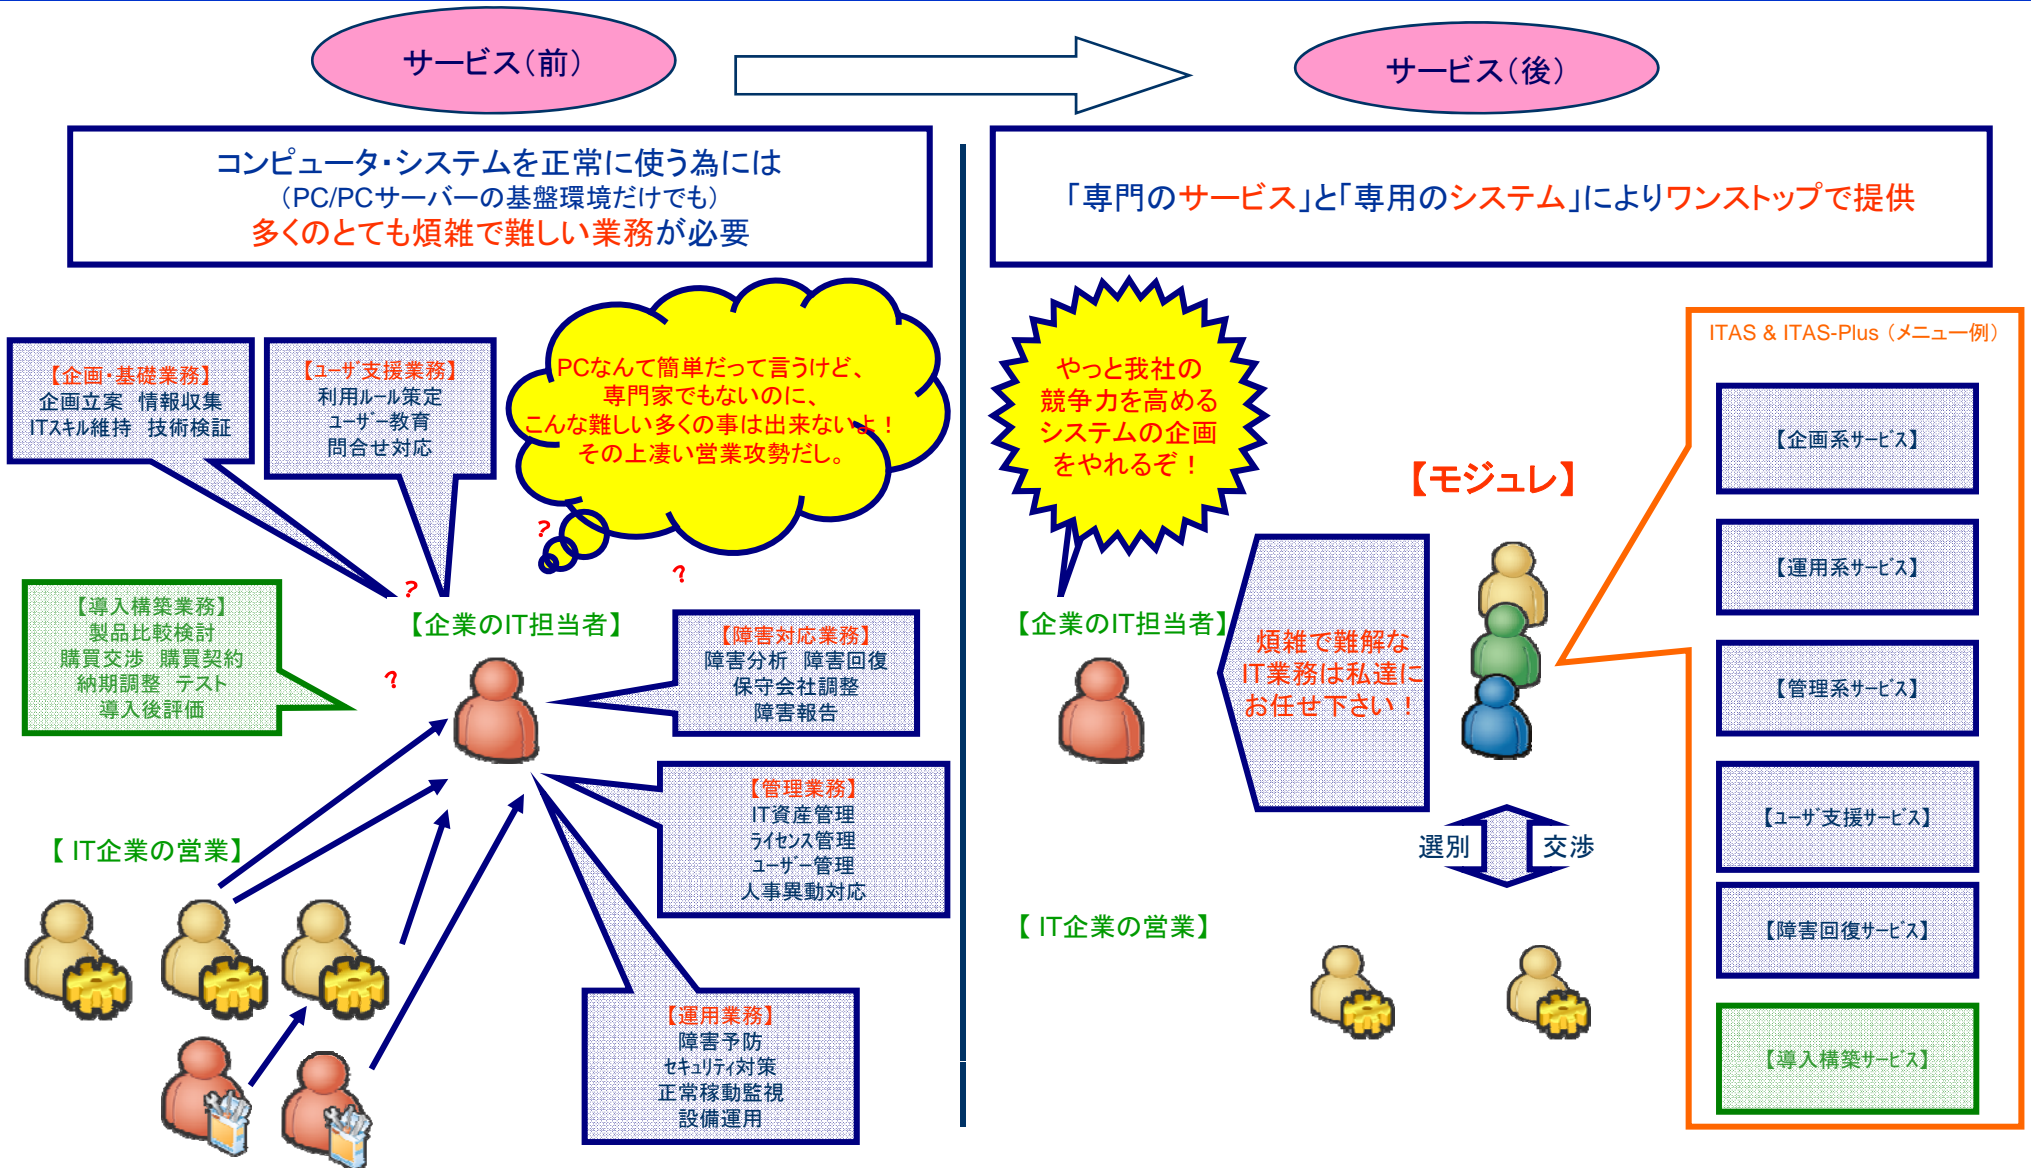 サービス（前）
サービス（後）
コンピュータ・システムを正常に使う為には
（PC/PCサーバーの基盤環境だけでも）
多くのとても煩雑で難しい業務が必要
「専門のサービス」と「専用のシステム」によりワンストップで提供
【企画・基礎業務】
企画立案　情報収集
ITｽｷﾙ維持　技術検証
【ﾕｰｻﾞ支援業務】
利用ﾙｰﾙ策定
ﾕｰｻﾞｰ教育
問合せ対応
PCなんて簡単だって言うけど、
専門家でもないのに、
こんな難しい多くの事は出来ないよ！
その上凄い営業攻勢だし。
？
？
？
？
【導入構築業務】
製品比較検討
購買交渉　購買契約
納期調整　テスト
導入後評価
【企業のIT担当者】
【障害対応業務】
障害分析　障害回復
保守会社調整
障害報告
【管理業務】
IT資産管理
ﾗｲｾﾝｽ管理
ﾕｰｻﾞｰ管理
人事異動対応
【 IT企業の営業】
【運用業務】
障害予防
ｾｷｭﾘﾃｨ対策
正常稼動監視
設備運用
やっと我社の
競争力を高める
システムの企画
をやれるぞ！
【企業のIT担当者】
煩雑で難解な
IT業務は私達に
お任せ下さい！
【モジュレ】
選別
交渉
【 IT企業の営業】
ITAS & ITAS-Plus（メニュー例）
【企画系ｻｰﾋﾞｽ】
【運用系ｻｰﾋﾞｽ】
【管理系ｻｰﾋﾞｽ】
【ﾕｰｻﾞ支援ｻｰﾋﾞｽ】
【障害回復ｻｰﾋﾞｽ】
【導入構築ｻｰﾋﾞｽ】